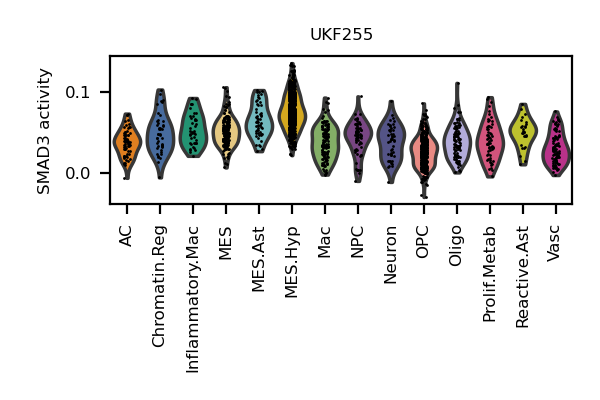 UKF255
SMAD3 activity
0.1
0.0
AC
Chromatin.Reg
Inflammatory.Mac
MES
MES.Ast
MES.Hyp
Mac
NPC
Neuron
OPC
Oligo
Prolif.Metab
Reactive.Ast
Vasc